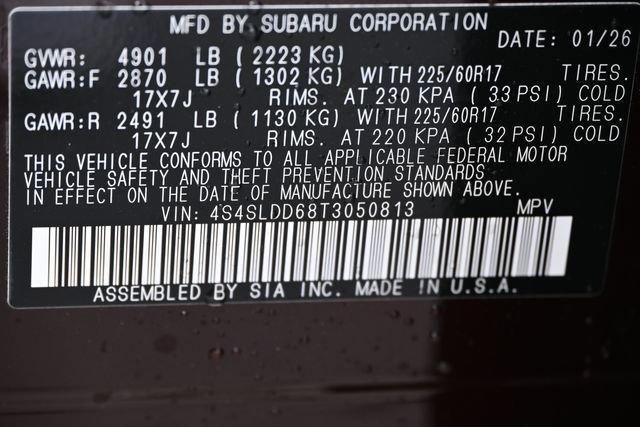 MFD BY SUBARU CORPORATION
DATE: 01/26
GVWR: 4901 LB ( 2223 KG)
GAWR:F 2870 LB ( 1302 KG) WITH 225/60R17 TIRES.
17X7J RIMS. AT 230 KPA ( 33 PSI) COLD
GAWR:R 2491 LB ( 1130 KG) WITH 225/60R17 TIRES.
17X7J RIMS. AT 220 KPA ( 32 PSI) COLD
THIS VEHICLE CONFORMS TO ALL APPLICABLE FEDERAL MOTOR
VEHICLE SAFETY AND THEFT PREVENTION STANDARDS
IN EFFECT ON THE DATE OF MANUFACTURE SHOWN ABOVE.
VIN: 4S4SLDD68T3050813 MPV
ASSEMBLED BY SIA INC. MADE IN U.S.A.